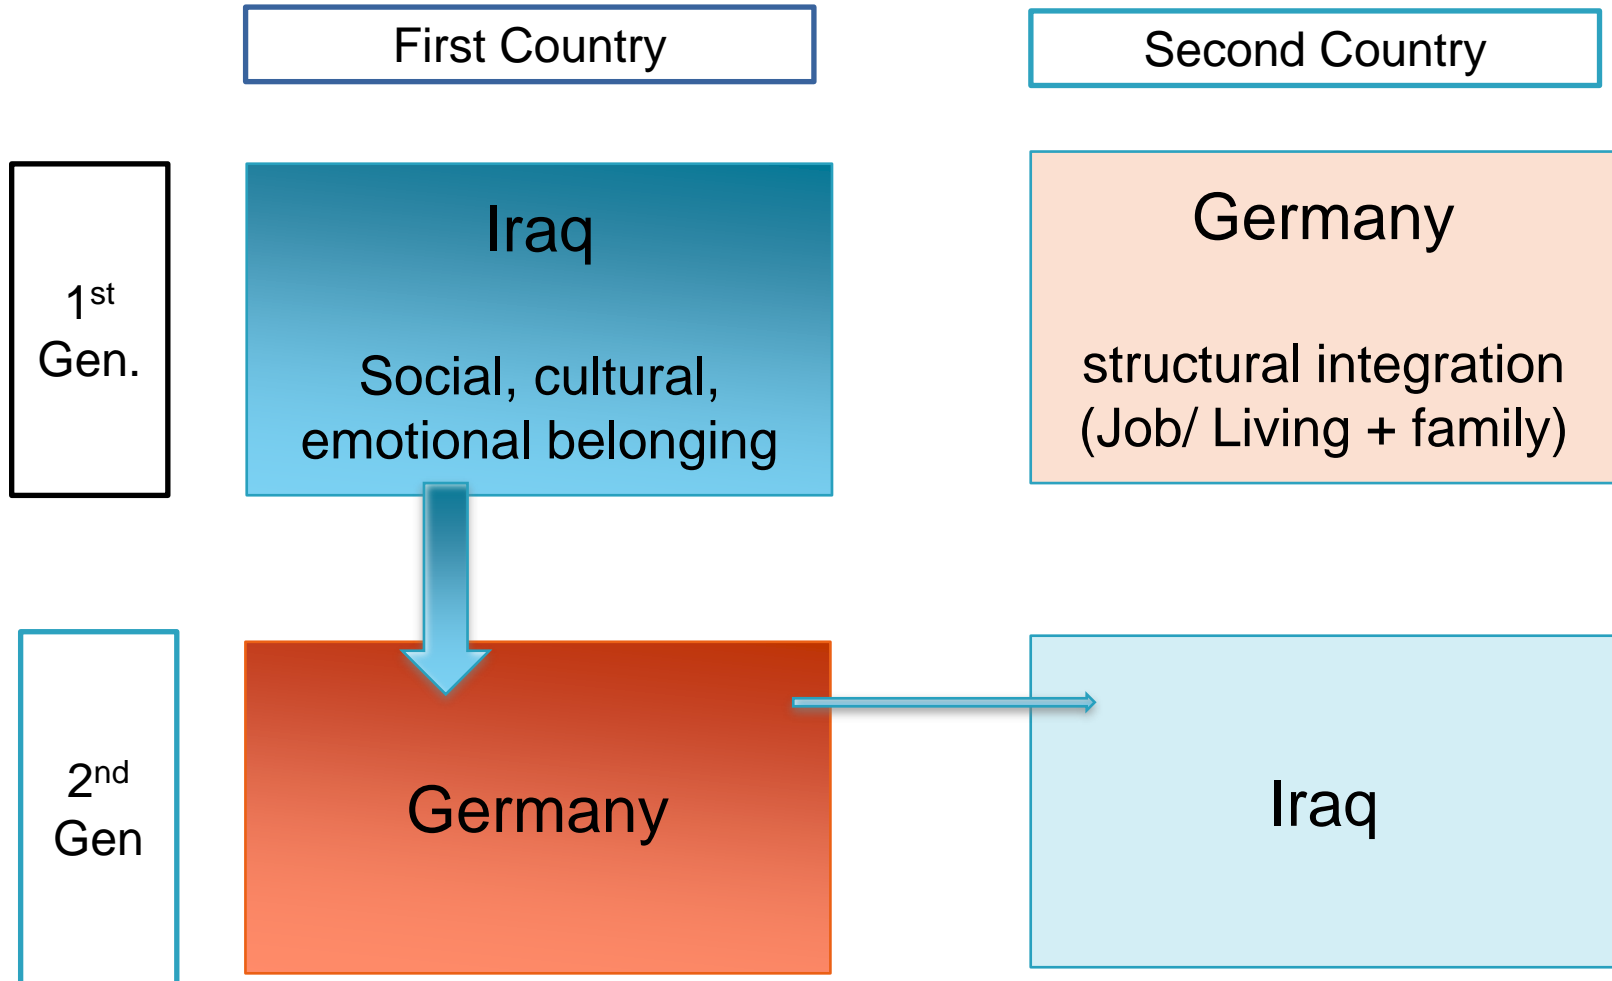 First Country
Second Country
1st
Gen.
Iraq
Social, cultural,
emotional belonging
Germany
structural integration
(Job/ Living + family)
2nd
Gen
Germany
Iraq